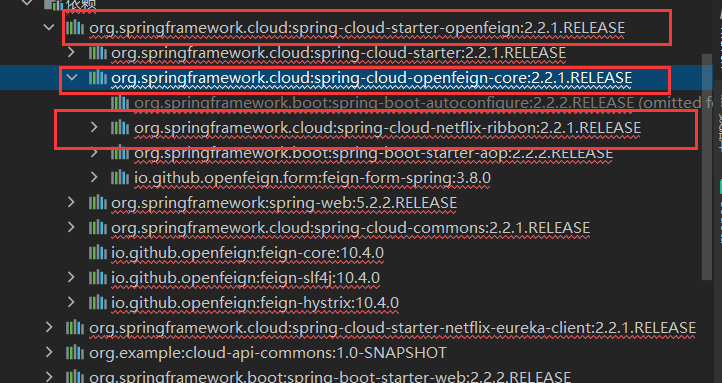 依赖
org.springframework.cloud:spring-cloud-starter-openfeign:2.2.1.RELEASE
org.springframework.cloud:spring-cloud-starter:2.2.1.RELEASE
org.springframework.cloud:spring-cloud-openfeign-core:2.2.1.RELEASE
org.springframework.boot:spring-boot-autoconfigure:2.2.2.RELEASE (omitted fo
org.springframework.cloud:spring-cloud-netflix-ribbon:2.2.1.RELEASE
org.springframework.boot:spring-boot-starter-aop:2.2.2.RELEASE
io.github.openfeign.form:feign-form-spring:3.8.0
org.springframework:spring-web:5.2.2.RELEASE
org.springframework.cloud:spring-cloud-commons:2.2.1.RELEASE
io.github.openfeign:feign-core:10.4.0
io.github.openfeign:feign-slf4j:10.4.0
io.github.openfeign:feign-hystrix:10.4.0
org.springframework.cloud:spring-cloud-starter-netflix-eureka-client:2.2.1.RELEASE
org.example:cloud-api-commons:1.0-SNAPSHOT
org.springframework.boot:spring-boot-starter-web:2.2.2.RELEASE